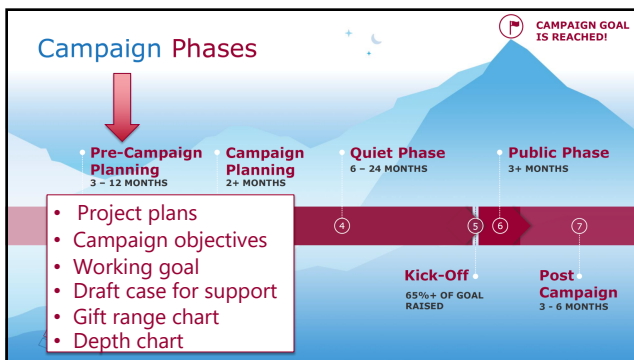 CAMPAIGN GOAL
IS REACHED!
Campaign Phases
Pre-Campaign
Planning
3 – 12 MONTHS
Campaign
Planning
2+ MONTHS
Quiet Phase
6 – 24 MONTHS
Public Phase
3+ MONTHS
• Project plans
• Campaign objectives
• Working goal
• Draft case for support
• Gift range chart
• Depth chart
4
5
6
7
Kick-Off
65%+ OF GOAL
RAISED
Post
Campaign
3 - 6 MONTHS